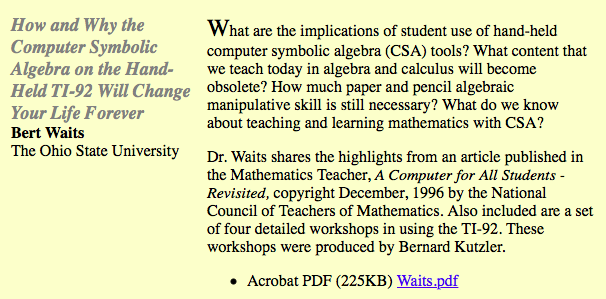 How and Why the
Computer Symbolic
Algebra on the Hand-
Held TI-92 Will Change
Your Life Forever
Bert Waits
The Ohio State University
What are the implications of student use of hand-held
computer symbolic algebra (CSA) tools? What content that
we teach today in algebra and calculus will become
obsolete? How much paper and pencil algebraic
manipulative skill is still necessary? What do we know
about teaching and learning mathematics with CSA?
Dr. Waits shares the highlights from an article published in
the Mathematics Teacher, A Computer for All Students -
Revisited, copyright December, 1996 by the National
Council of Teachers of Mathematics. Also included are a set
of four detailed workshops in using the TI-92. These
workshops were produced by Bernard Kutzler.
• Acrobat PDF (225KB) Waits.pdf